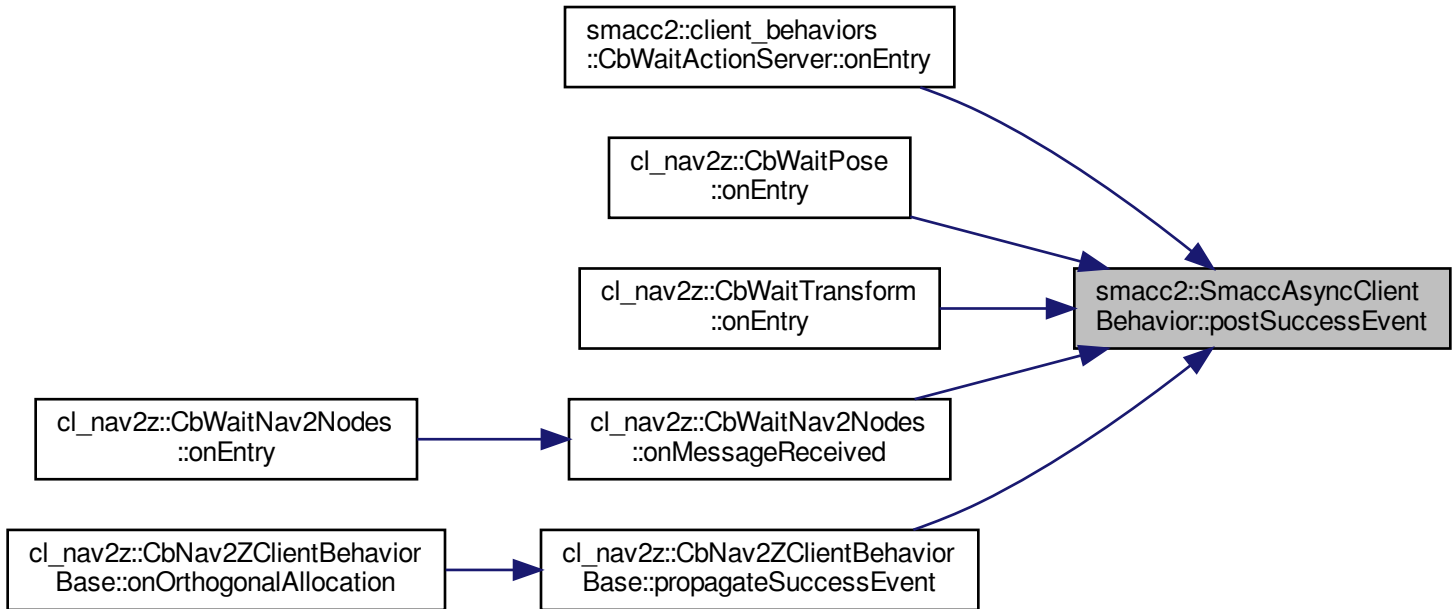 smacc2::client_behaviors
::CbWaitActionServer::onEntry
cl_nav2z::CbWaitPose
::onEntry
cl_nav2z::CbWaitTransform
::onEntry
smacc2::SmaccAsyncClient
Behavior::postSuccessEvent
cl_nav2z::CbWaitNav2Nodes
::onEntry
cl_nav2z::CbWaitNav2Nodes
::onMessageReceived
cl_nav2z::CbNav2ZClientBehavior
Base::onOrthogonalAllocation
cl_nav2z::CbNav2ZClientBehavior
Base::propagateSuccessEvent